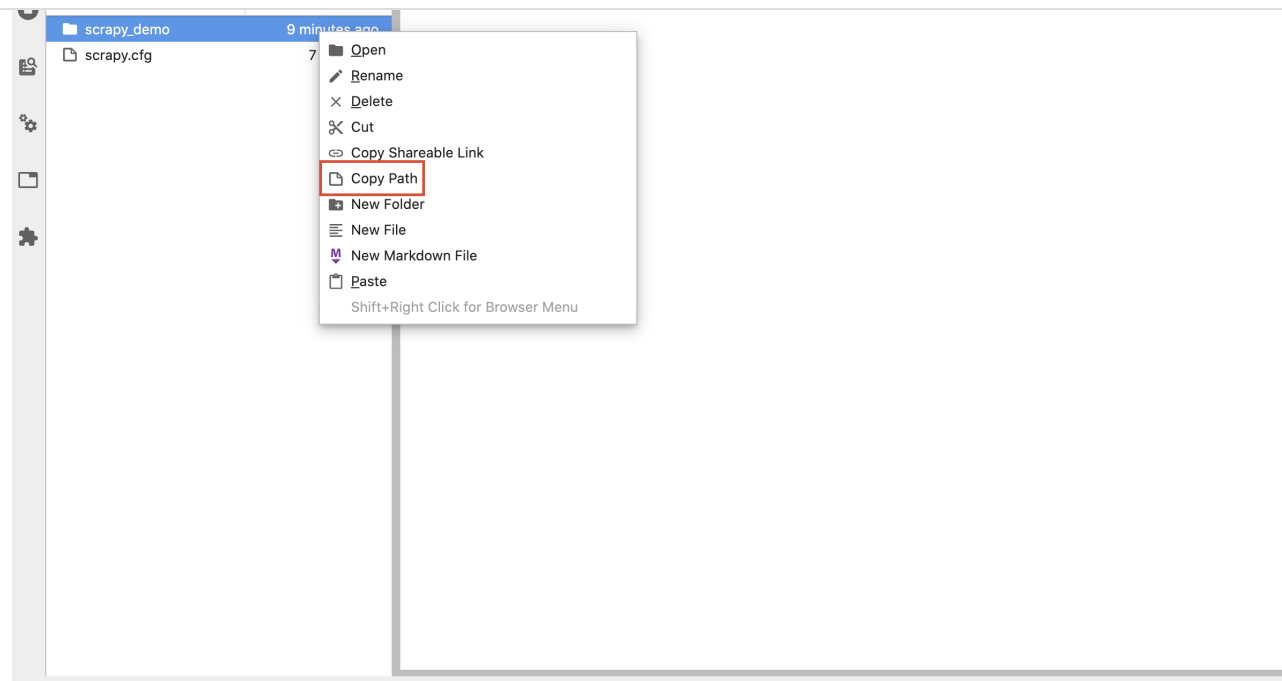 scrapy_demo 9 minutes ago
scrapy.cfg 7
Open
Rename
Delete
Cut
Copy Shareable Link
Copy Path
New Folder
New File
M New Markdown File
Paste
Shift+Right Click for Browser Menu